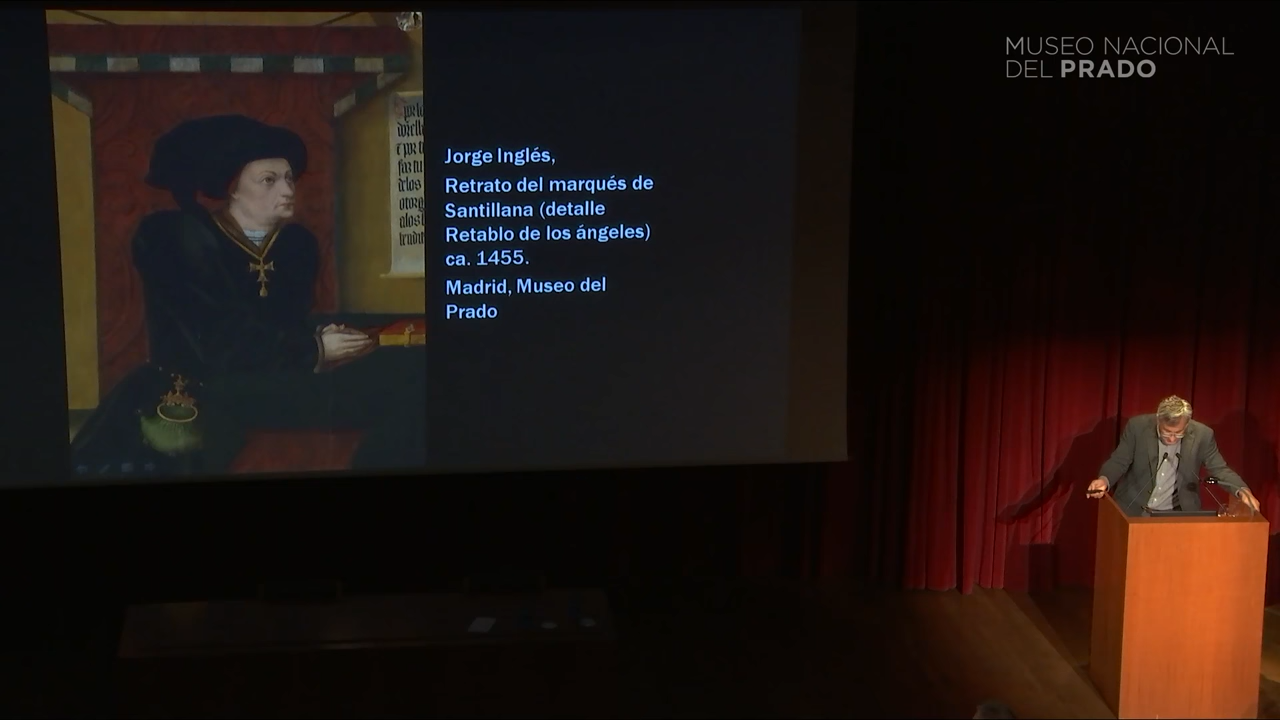 MUSEO NACIONAL
DEL PRADO
Jorge Inglés,
Retrato del marqués de
Santillana (detalle
Retablo de los ángeles)
ca. 1455.
Madrid, Museo del
Prado